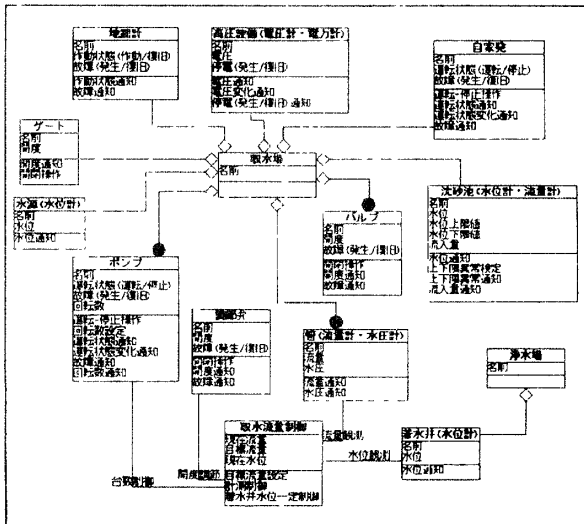 地震計
名前
作動状態(作動/復旧)
故障(発生/復旧)
作動状態通知
故障通知
高圧設備(電圧計・電力計)
名前
電圧
停電(発生/復旧)
電圧通知
電圧変化通知
停電(発生/復旧)通知
自家発
名前
運転状態(運転/停止)
故障(発生/復旧)
運転-停止操作
運転状態通知
運転状態変化通知
故障通知
ゲート
名前
開度
開度通知
開閉操作
取水場
名前
水源(水位計)
名前
水位
水位通知
バルブ
名前
開度
故障(発生/復旧)
開閉操作
開度通知
故障通知
沈砂池(水位計・流量計)
名前
水位
水位上限値
水位下限値
流入量
水位通知
上下限異常検定
上下限異常通知
流入量通知
ポンプ
名前
運転状態(運転/停止)
故障(発生/復旧)
回転数
運転-停止操作
回転数設定
運転状態通知
運転状態変化通知
故障通知
回転数通知
調節弁
名前
開度
故障(発生/復旧)
開閉操作
開度通知
故障通知
管(流量計・水圧計)
名前
流量
水圧
流量通知
水圧通知
浄水場
名前
取水流量制御
現在流量
目標流量
現在水位
目標流量設定
計測制御
着水井水位一定制御
流量観測
水位観測
着水井(水位計)
名前
水位
水位通知
台数制御
開度調節